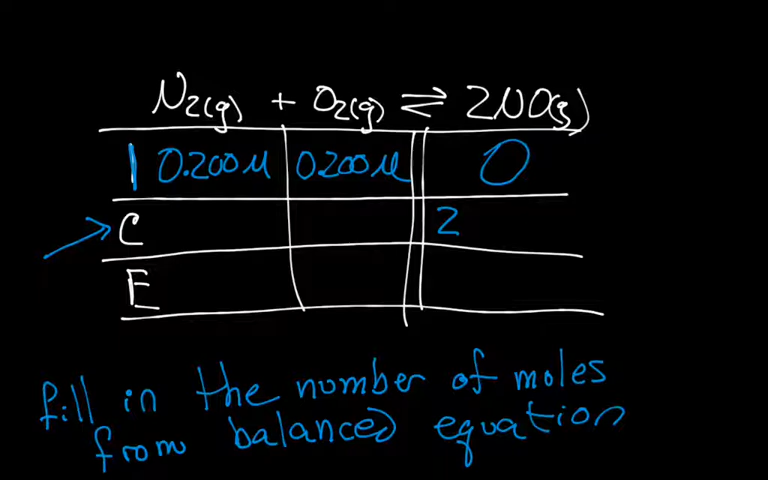 N2(g) + O2(g) ⇌ 2NO(g)
I 0.200M 0.200M 0
C 2
E
fill in the number of moles
from balanced equation